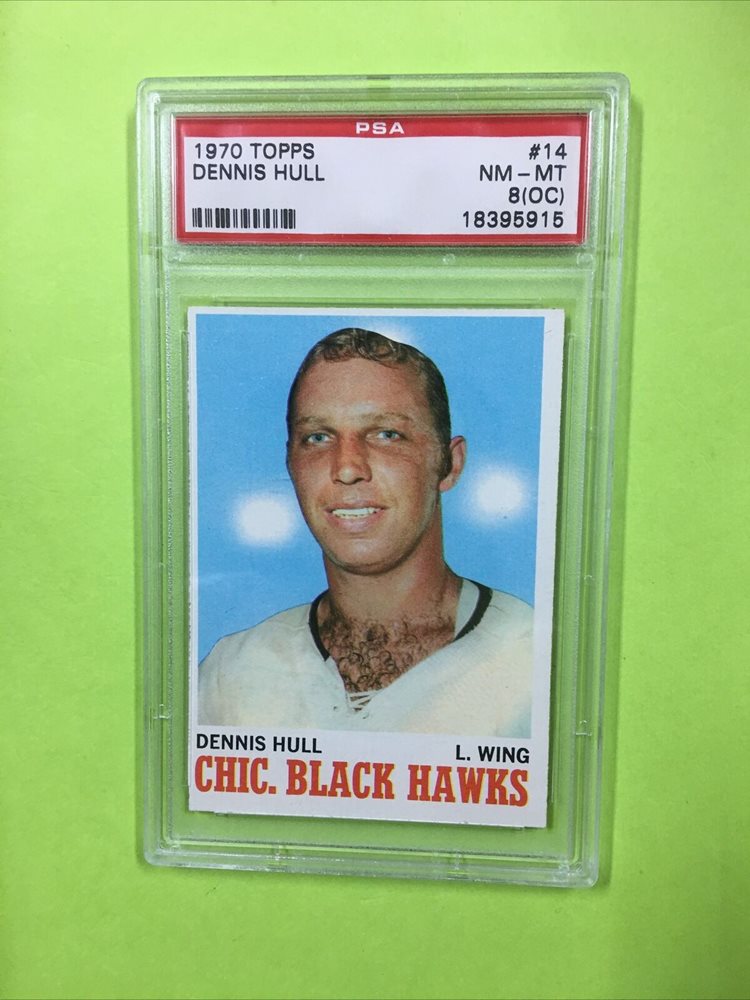 PSA
1970 TOPPS #14
DENNIS HULL NM-MT
8(OC)
18395915
DENNIS HULL L. WING
CHIC. BLACK HAWKS